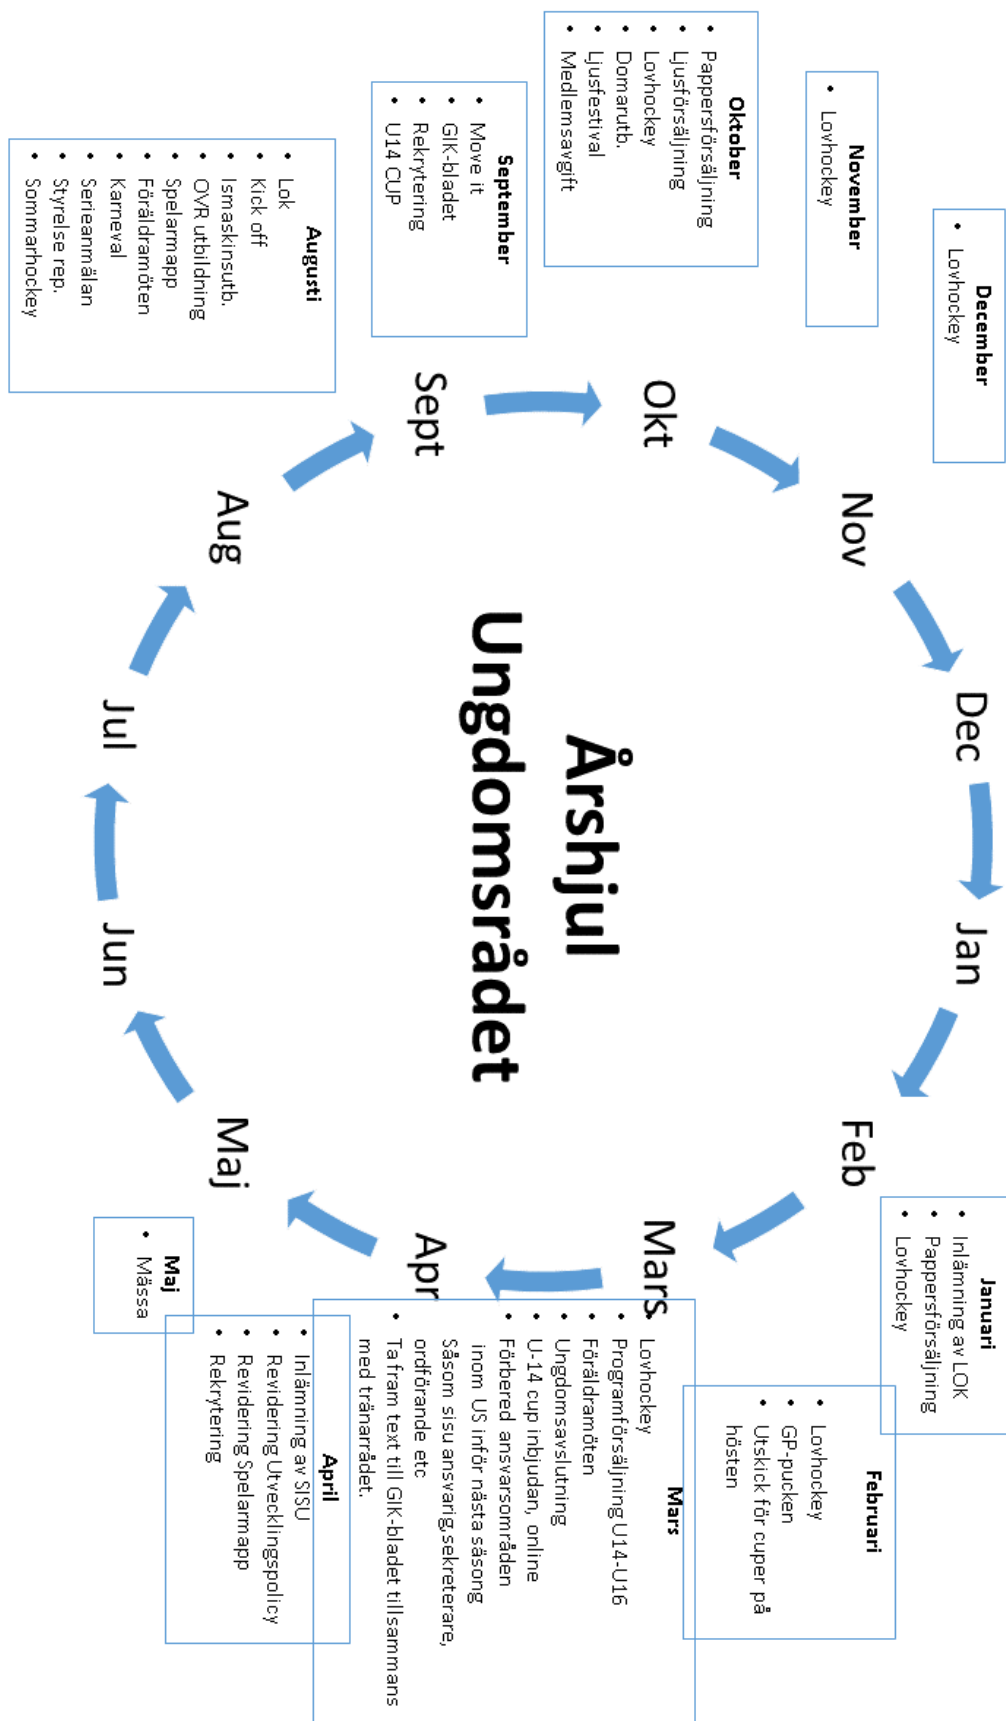 Årshjul
Ungdomsrådet
Jan
Feb
Mars
Apr
Maj
Jun
Jul
Aug
Sept
Okt
Nov
Dec
Januari
• Inlämning av LOK
• Pappersförsäljning
• Lovhockey
Februari
• Lovhockey
• GP-pucken
• Utskick för cuper på
hösten
Mars
• Lovhockey
• Programförsäljning U14-U16
• Föräldramöten
• Ungdomsavslutning
• U-14 cup inbjudan, online
• Förbered ansvarsområden
inom US inför nästa säsong
Såsom sisu ansvarig,sekreterare,
ordförande etc
• Ta fram text till GIK-bladet tillsammans
med tränarrådet.
April
• Inlämning av SISU
• Revidering Utvecklingspolicy
• Revidering Spelarmapp
• Rekrytering
Maj
• Mässa
Augusti
• Lok
• Kick off
• Ismaskinsutb.
• OVR utbildning
• Spelarmapp
• Föräldramöten
• Karneval
• Serieanmälan
• Styrelse rep.
• Sommarhockey
September
• Move it
• GIK-bladet
• Rekrytering
• U14 CUP
Oktober
• Pappersförsäljning
• Ljusförsäljning
• Lovhockey
• Domarutb.
• Ljusfestival
• Medlemsavgift
November
• Lovhockey
December
• Lovhockey